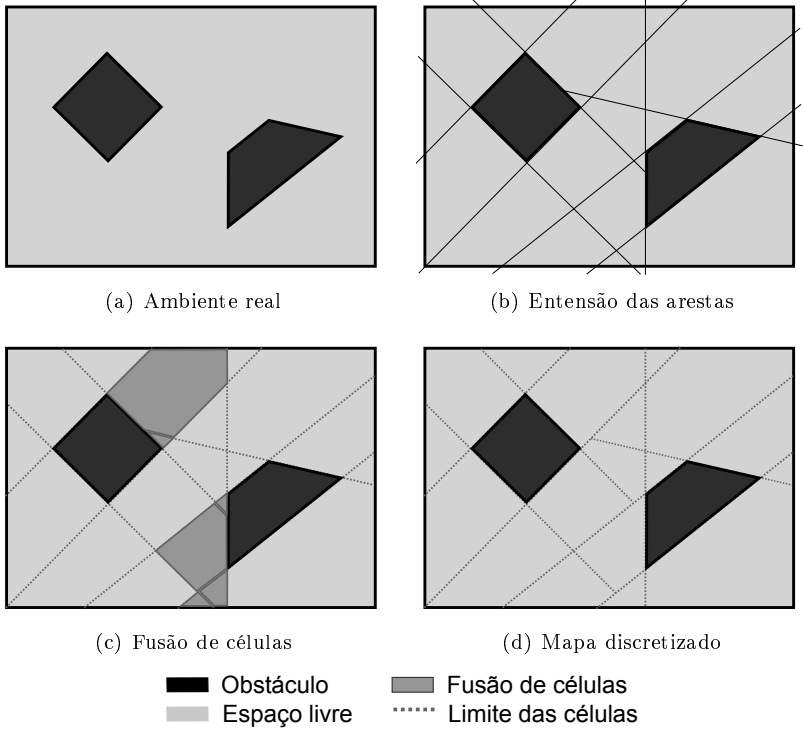 (a) Ambiente real
(b) Entensão das arestas
(c) Fusão de células
(d) Mapa discretizado
Obstáculo
Fusão de células
Espaço livre
Limite das células